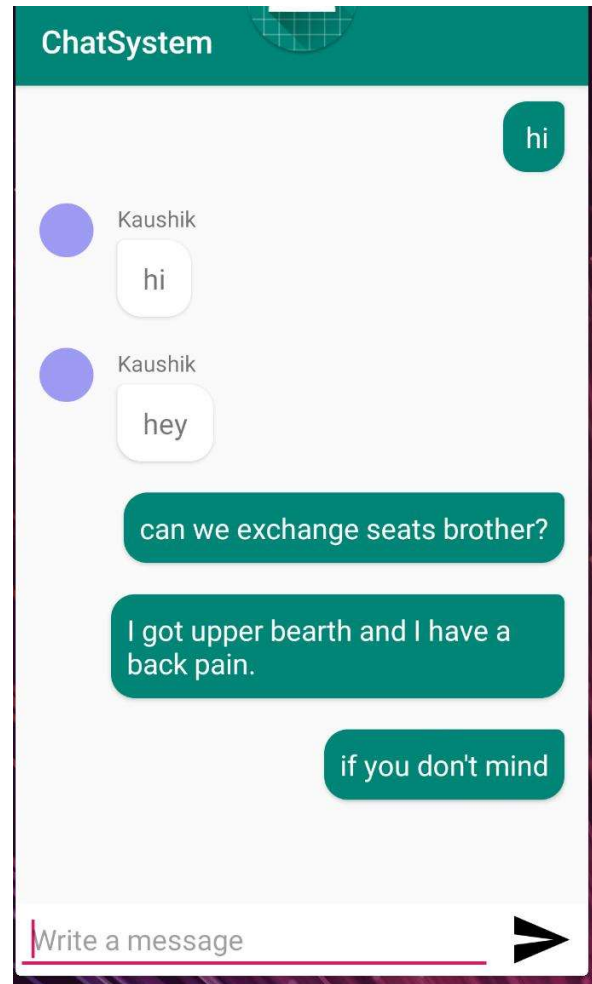 ChatSystem
hi
Kaushik
hi
Kaushik
hey
can we exchange seats brother?
I got upper bearth and I have a
back pain.
if you don't mind
Write a message